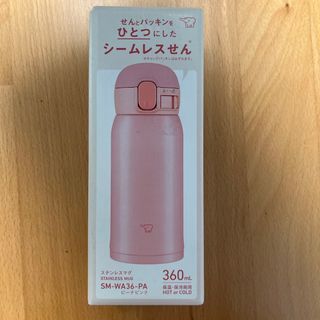 せんとパッキンを
ひとつにした
シームレスせん
ステンレスマグ
STAINLESS MUG
SM-WA36-PA
ピーチピンク
360mL
保温・保冷兼用
HOT or COLD